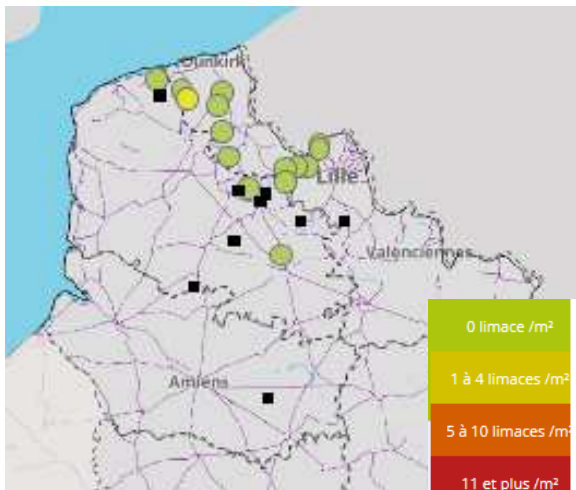 Dunkirk
Lille
Valenciennes
Amiens
0 limace /m²
1 à 4 limaces /m²
5 à 10 limaces /m²
11 et plus /m²